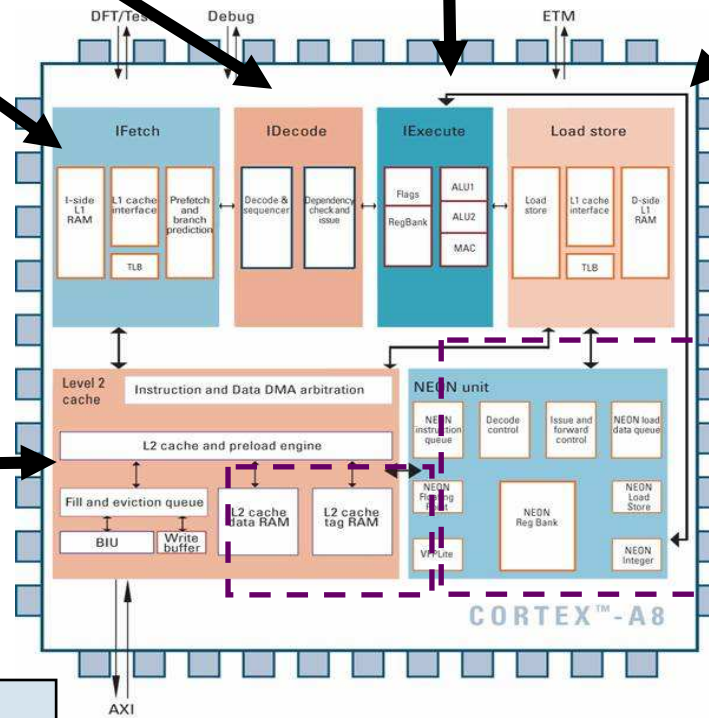 DFT/Test
Debug
ETM
IFetch
I-side
L1
RAM
L1 cache
interface
TLB
Prefetch
and
branch
prediction
IDecode
Decode &
sequencer
Dependency
check and
issue
IExecute
Flags
RegBank
ALU1
ALU2
MAC
Load store
Load
store
L1 cache
interface
TLB
D-side
L1
RAM
Level 2
cache
Instruction and Data DMA arbitration
L2 cache and preload engine
Fill and eviction queue
BIU
Write
buffer
L2 cache
data RAM
L2 cache
tag RAM
NEON unit
NEON
instruction
queue
Decode
control
Issue and
forward
control
NEON load
data queue
NEON
Floating
Point
VFPLite
NEON
Reg Bank
NEON
Load
Store
NEON
Integer
CORTEX™-A8
AXI